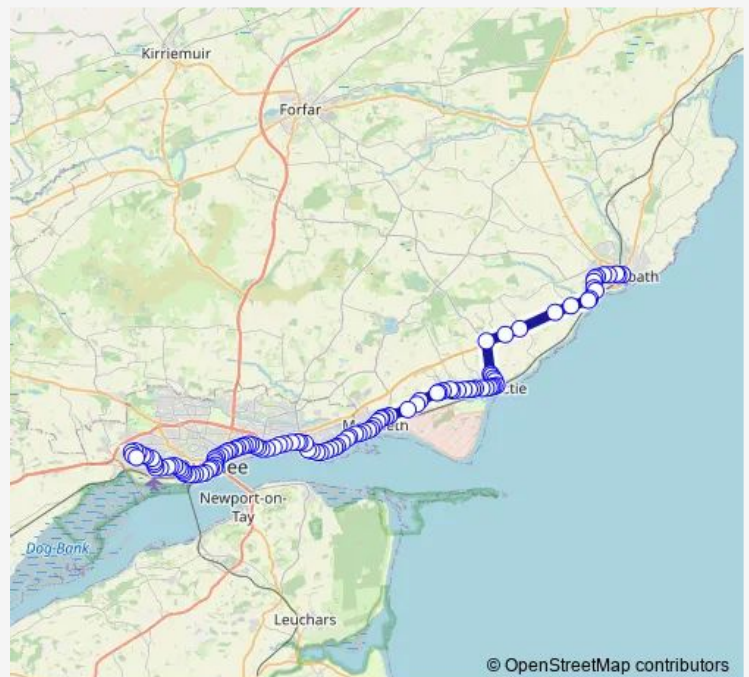 Kirriemuir
Forfar
bath
ctie
M
eth
ee
Newport-on-
Tay
Dog-Bank
Leuchars
© OpenStreetMap contributors